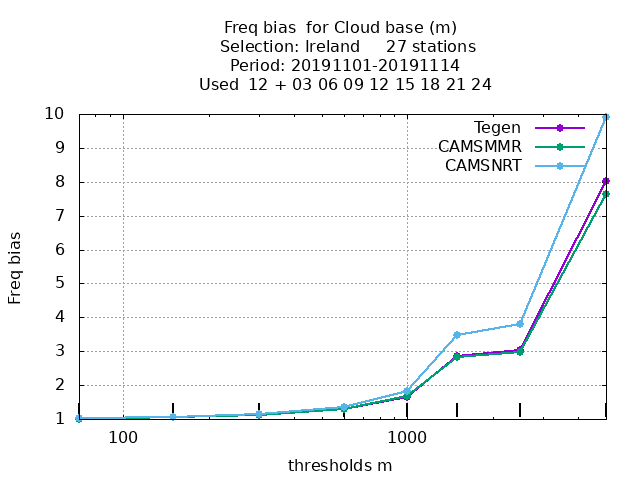 Freq bias  for Cloud base (m)
Selection: Ireland     27 stations
Period: 20191101-20191114
Used  12 + 03 06 09 12 15 18 21 24
Tegen
CAMSMMR
CAMSNRT
10
9
8
7
6
5
4
3
2
1
Freq bias
100
1000
thresholds m